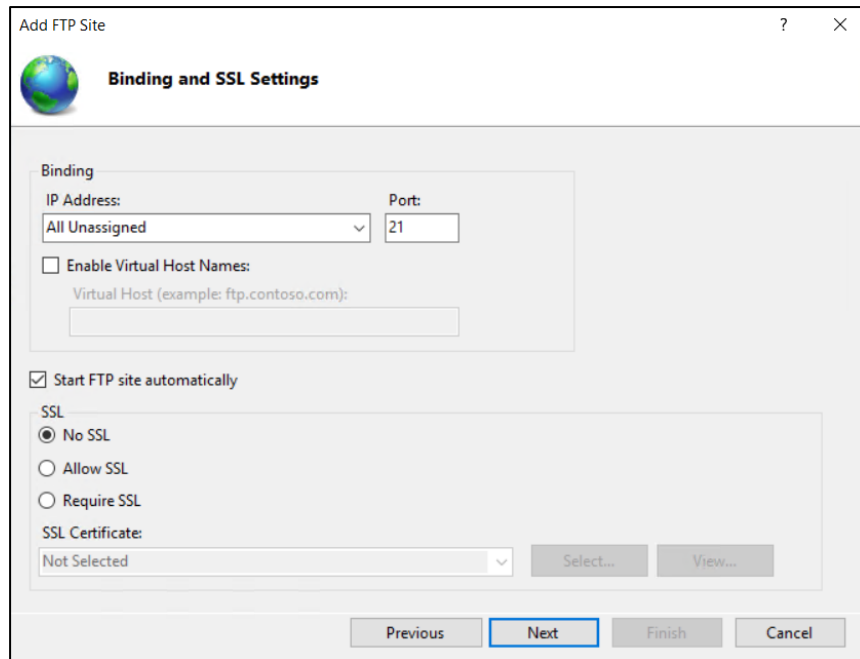 Add FTP Site
?
Binding and SSL Settings
Binding
IP Address: Port:
All Unassigned 21
Enable Virtual Host Names:
Virtual Host (example: ftp.contoso.com):
Start FTP site automatically
SSL
No SSL
Allow SSL
Require SSL
SSL Certificate:
Not Selected Select... View...
Previous Next Finish Cancel